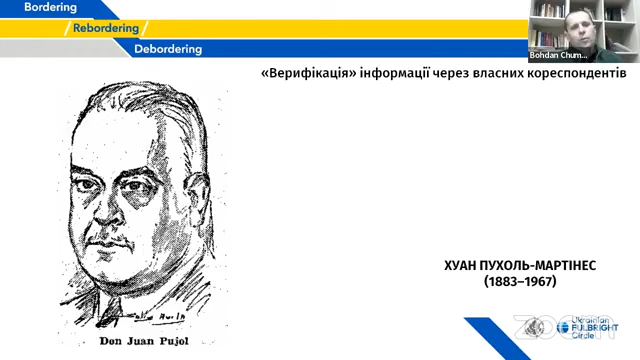 Bordering
Rebordering
Debordering
Bohdan Chum...
«Верифікація» інформації через власних кореспондентів
ХУАН ПУХОЛЬ-МАРТІНЕС
(1883–1967)
Don Juan Pujol
zoom
Ukrainian
FULBRIGHT
Circle